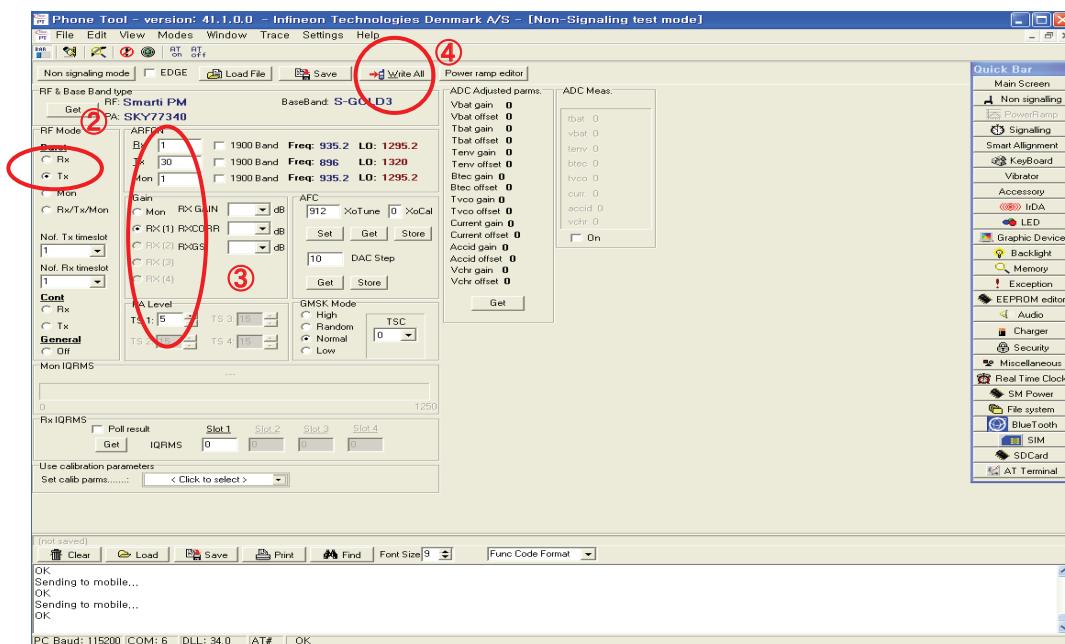 Phone Tool - version: 41.1.0.0 - Infineon Technologies Denmark A/S - [Non-Signaling test mode]
File Edit View Modes Window Trace Settings Help
BAR AT on AT off
④
Non signaling mode EDGE Load File Save Write All Power ramp editor
RF & Base Band type
Get RF: Smarti PM BaseBand: S-GOLD3
PA: SKY77340
②
RF Mode
Burst
Rx
Tx
Mon
Rx/Tx/Mon
Nof. Tx timeslot
1
Nof. Rx timeslot
1
Cont
Rx
Tx
General
Off
ARFCN
Rx 1 1900 Band Freq: 935.2 LO: 1295.2
Tx 30 1900 Band Freq: 896 LO: 1320
Mon 1 1900 Band Freq: 935.2 LO: 1295.2
Gain
Mon RX GAIN dB
RX (1) RXCORR dB
RX (2) RXGS dB
RX (3)
RX (4)
③
AFC
912 XoTune 0 XoCal
Set Get Store
10 DAC Step
Get Store
PA Level
TS 1: 5 TS 3: 15
TS 2: 15 TS 4: 15
GMSK Mode
High
Random
Normal
Low
TSC
0
Mon IQRMS
---
0 1250
Rx IQRMS
Poll result Slot 1 Slot 2 Slot 3 Slot 4
Get IQRMS 0 0 0 0
Use calibration parameters
Set calib parms......: < Click to select >
ADC Adjusted parms.
Vbat gain 0
Vbat offset 0
Tbat gain 0
Tbat offset 0
Tenv gain 0
Tenv offset 0
Btec gain 0
Btec offset 0
Tvco gain 0
Tvco offset 0
Current gain 0
Current offset 0
Accid gain 0
Accid offset 0
Vchr gain 0
Vchr offset 0
Get
ADC Meas.
tbat 0
vbat 0
tenv 0
btec 0
tvco 0
curr. 0
accid 0
vchr 0
On
Quick Bar
Main Screen
Non signalling
PowerRamp
Signalling
Smart Allignment
KeyBoard
Vibrator
Accessory
IrDA
LED
Graphic Device
Backlight
Memory
Exception
EEPROM editor
Audio
Charger
Security
Miscellaneous
Real Time Clock
SM Power
File system
BlueTooth
SIM
SDCard
AT Terminal
(not saved)
Clear Load Save Print Find Font Size 9 Func Code Format
OK
Sending to mobile...
OK
Sending to mobile...
OK
PC Baud: 115200 COM: 6 DLL: 34.0 AT# OK